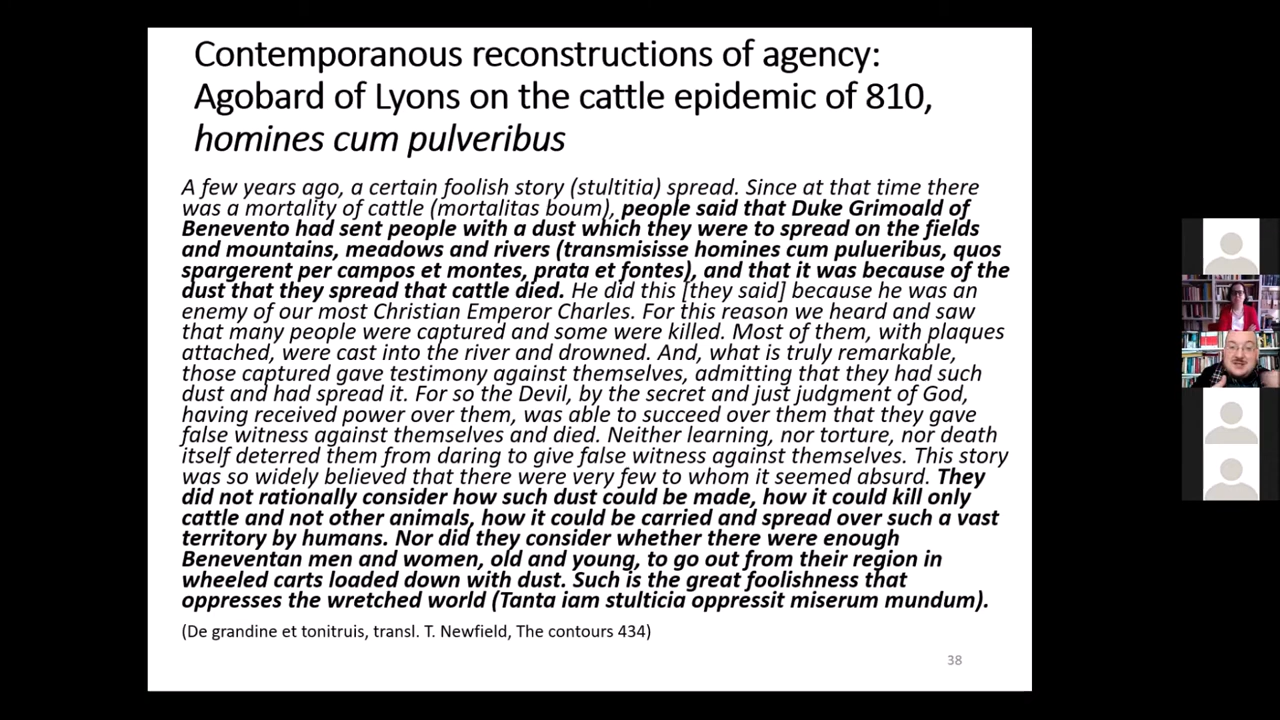 Contemporanous reconstructions of agency:
Agobard of Lyons on the cattle epidemic of 810,
homines cum pulveribus
A few years ago, a certain foolish story (stultitia) spread. Since at that time there
was a mortality of cattle (mortalitas boum), people said that Duke Grimoald of
Benevento had sent people with a dust which they were to spread on the fields
and mountains, meadows and rivers (transmisisse homines cum pulueribus, quos
spargerent per campos et montes, prata et fontes), and that it was because of the
dust that they spread that cattle died. He did this [they said] because he was an
enemy of our most Christian Emperor Charles. For this reason we heard and saw
that many people were captured and some were killed. Most of them, with plaques
attached, were cast into the river and drowned. And, what is truly remarkable,
those captured gave testimony against themselves, admitting that they had such
dust and had spread it. For so the Devil, by the secret and just judgment of God,
having received power over them, was able to succeed over them that they gave
false witness against themselves and died. Neither learning, nor torture, nor death
itself deterred them from daring to give false witness against themselves. This story
was so widely believed that there were very few to whom it seemed absurd. They
did not rationally consider how such dust could be made, how it could kill only
cattle and not other animals, how it could be carried and spread over such a vast
territory by humans. Nor did they consider whether there were enough
Beneventan men and women, old and young, to go out from their region in
wheeled carts loaded down with dust. Such is the great foolishness that
oppresses the wretched world (Tanta iam stulticia oppressit miserum mundum).
(De grandine et tonitruis, transl. T. Newfield, The contours 434)
38